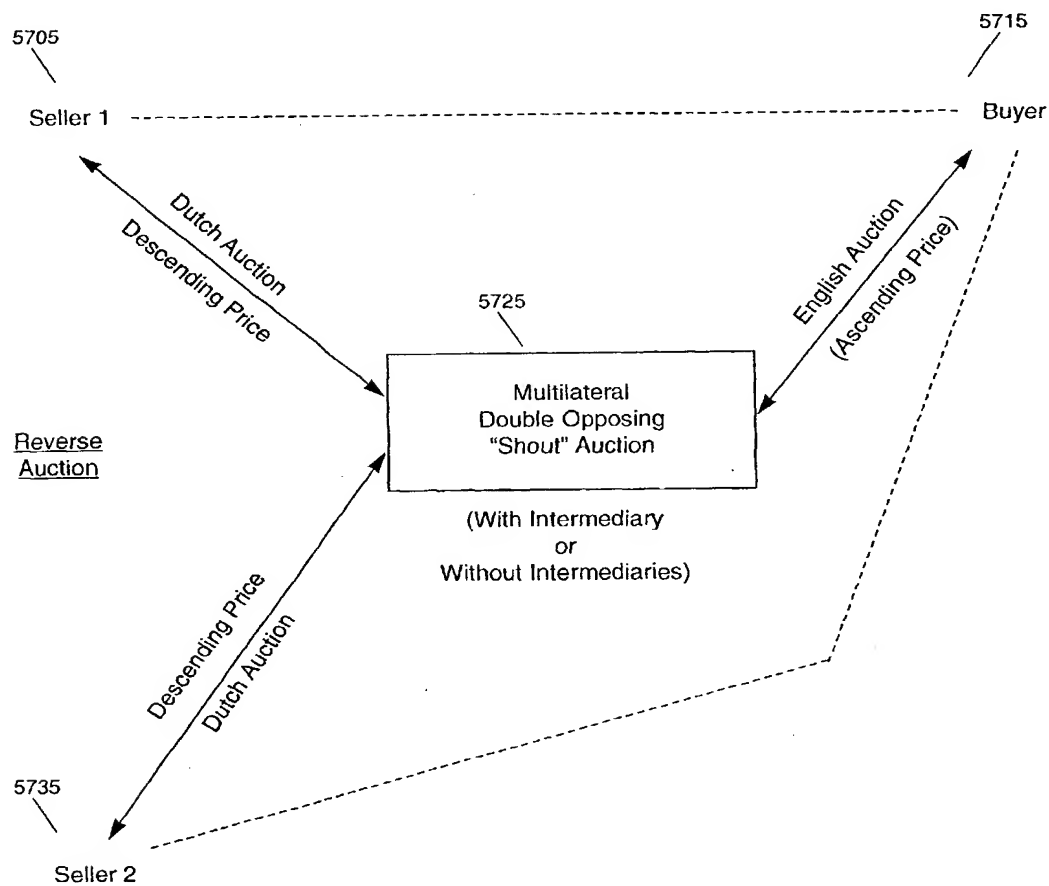 5705
5715
Seller 1
Buyer
Dutch Auction
Descending Price
English Auction
(Ascending Price)
5725
Multilateral
Double Opposing
"Shout" Auction
Reverse
Auction
(With Intermediary
or
Without Intermediaries)
Descending Price
Dutch Auction
5735
Seller 2